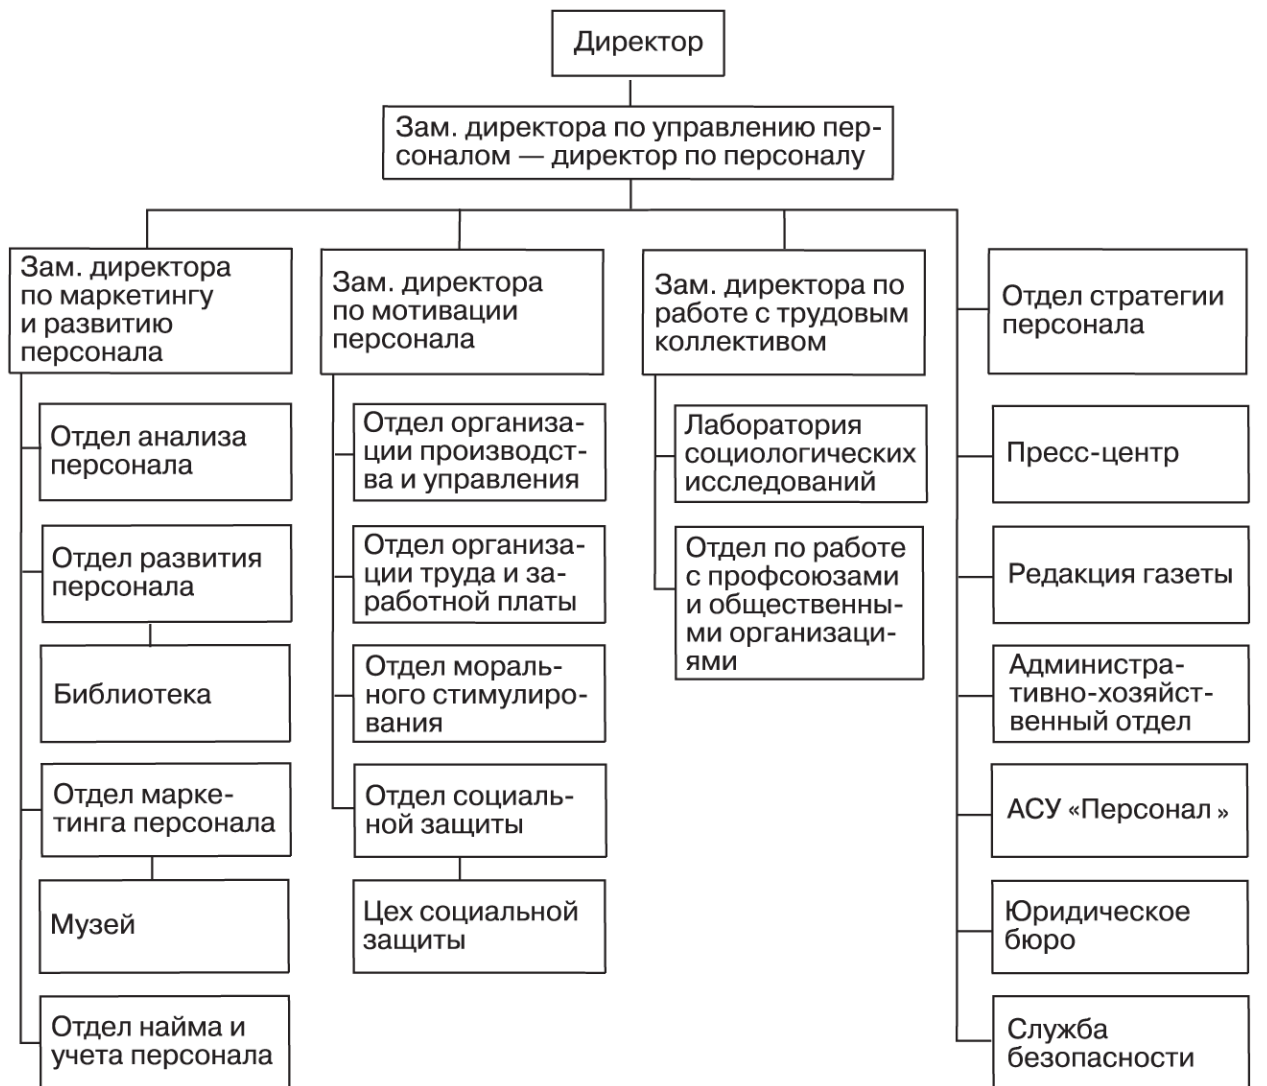 Директор
Зам. директора по управлению пер-
соналом — директор по персоналу
Зам. директора
по маркетингу
и развитию
персонала
Отдел анализа
персонала
Отдел развития
персонала
Библиотека
Отдел марке-
тинга персонала
Музей
Отдел найма и
учета персонала
Зам. директора
по мотивации
персонала
Отдел организа-
ции производст-
ва и управления
Отдел организа-
ции труда и за-
работной платы
Отдел мораль-
ного стимулиро-
вания
Отдел социаль-
ной защиты
Цех социальной
защиты
Зам. директора по
работе с трудовым
коллективом
Лаборатория
социологических
исследований
Отдел по работе
с профсоюзами
и общественны-
ми организаци-
ями
Отдел стратегии
персонала
Пресс-центр
Редакция газеты
Администра-
тивно-хозяйст-
венный отдел
АСУ «Персонал»
Юридическое
бюро
Служба
безопасности